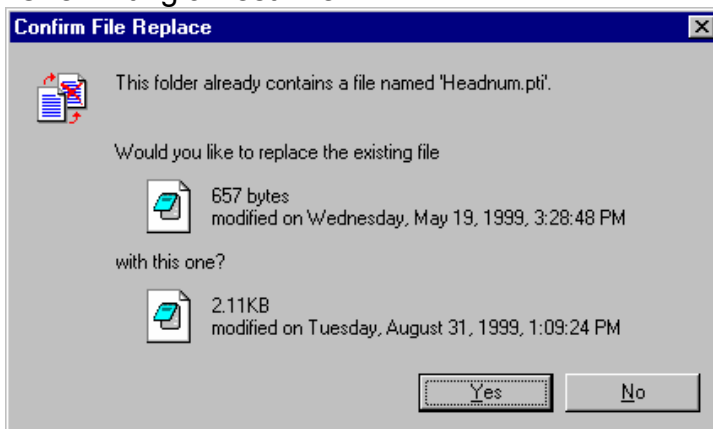 Confirm File Replace
This folder already contains a file named 'Headnum.pti'.
Would you like to replace the existing file
657 bytes
modified on Wednesday, May 19, 1999, 3:28:48 PM
with this one?
2.11KB
modified on Tuesday, August 31, 1999, 1:09:24 PM
Yes
No